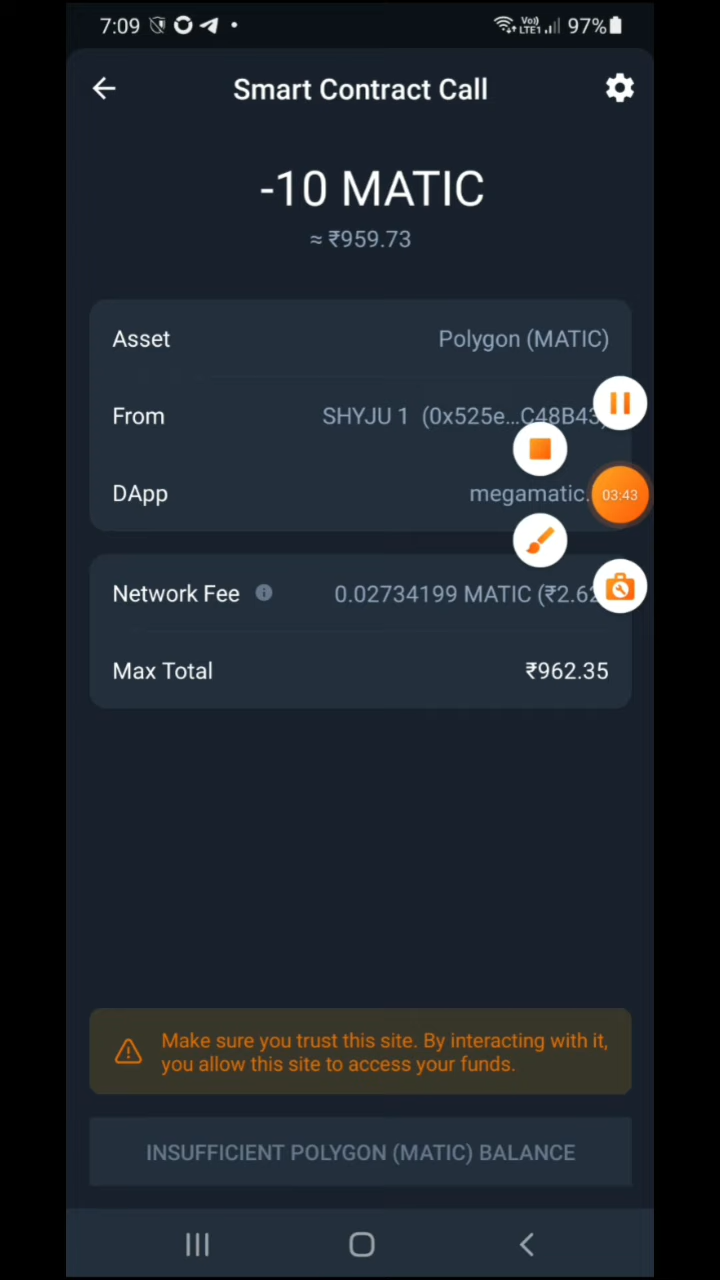 7:09 Vo)) LTE1 97%
Smart Contract Call
-10 MATIC
≈ ₹959.73
Asset Polygon (MATIC)
From SHYJU 1 (0x525e...C48B43)
DApp megamatic.
03:43
Network Fee 0.02734199 MATIC (₹2.62
Max Total ₹962.35
Make sure you trust this site. By interacting with it,
you allow this site to access your funds.
INSUFFICIENT POLYGON (MATIC) BALANCE